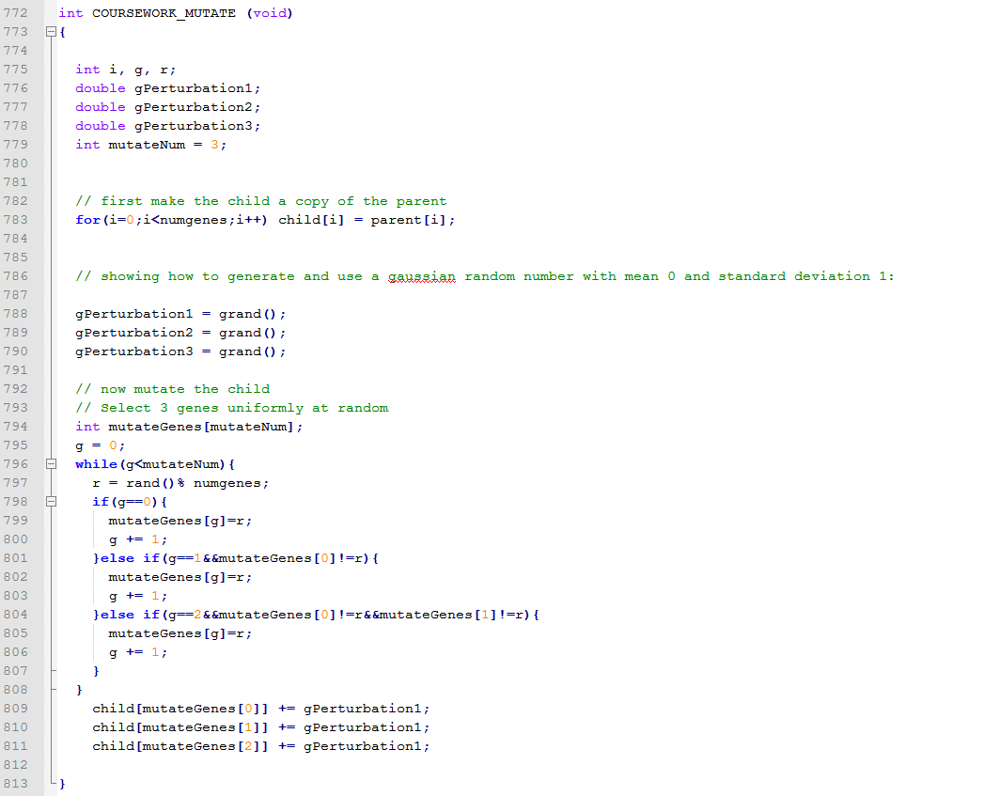 772 int COURSEWORK_MUTATE (void)
773 {
774
775 int i, g, r;
776 double gPerturbation1;
777 double gPerturbation2;
778 double gPerturbation3;
779 int mutateNum = 3;
780
781
782 // first make the child a copy of the parent
783 for(i=0;i<numgenes;i++) child[i] = parent[i];
784
785
786 // showing how to generate and use a gaussian random number with mean 0 and standard deviation 1:
787
788 gPerturbation1 = grand();
789 gPerturbation2 = grand();
790 gPerturbation3 = grand();
791
792 // now mutate the child
793 // Select 3 genes uniformly at random
794 int mutateGenes[mutateNum];
795 g = 0;
796 while(g<mutateNum){
797 r = rand()% numgenes;
798 if(g==0){
799 mutateGenes[g]=r;
800 g += 1;
801 }else if(g==1&&mutateGenes[0]!=r){
802 mutateGenes[g]=r;
803 g += 1;
804 }else if(g==2&&mutateGenes[0]!=r&&mutateGenes[1]!=r){
805 mutateGenes[g]=r;
806 g += 1;
807 }
808 }
809 child[mutateGenes[0]] += gPerturbation1;
810 child[mutateGenes[1]] += gPerturbation1;
811 child[mutateGenes[2]] += gPerturbation1;
812
813 }